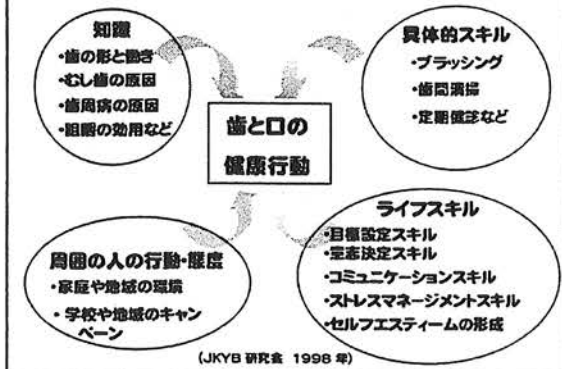 知識
・歯の形と働き
・むし歯の原因
・歯周病の原因
・咀嚼の効用など
具体的スキル
・ブラッシング
・歯間清掃
・定期健診など
歯と口の
健康行動
周囲の人の行動・態度
・家庭や地域の環境
・学校や地域のキャン
ペーン
ライフスキル
・目標設定スキル
・意志決定スキル
・コミュニケーションスキル
・ストレスマネージメントスキル
・セルフエスティームの形成
(JKYB 研究会 1998 年)